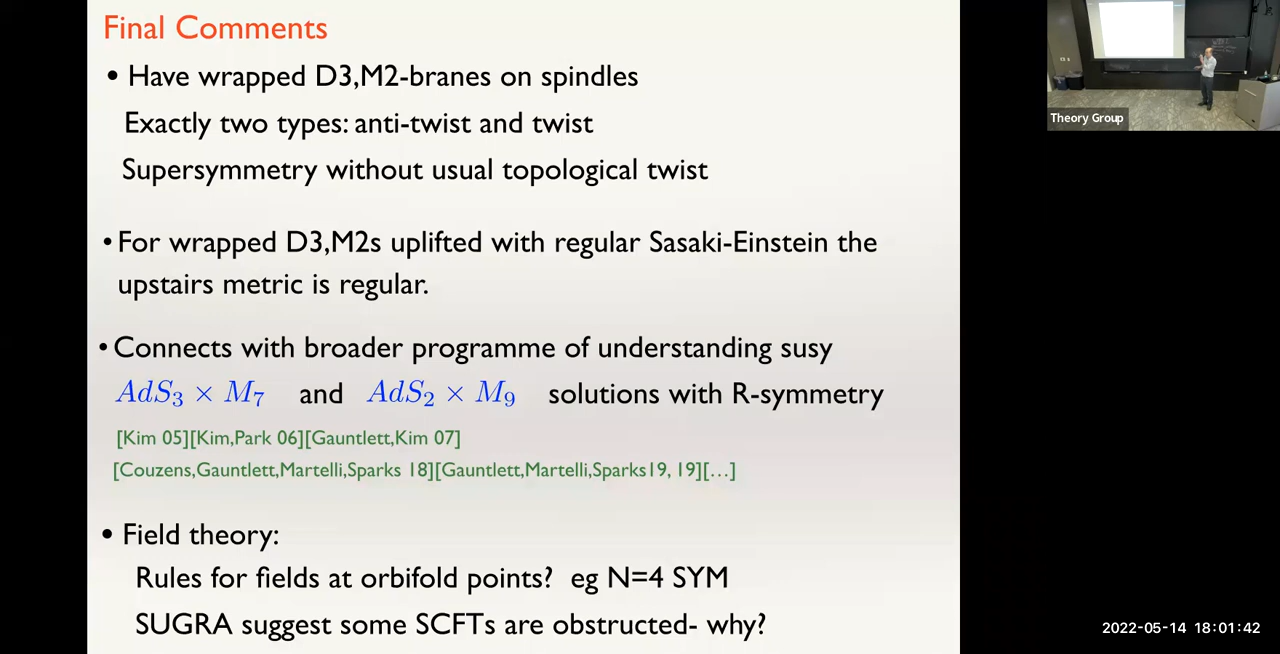 Final Comments
• Have wrapped D3,M2-branes on spindles
Exactly two types: anti-twist and twist
Supersymmetry without usual topological twist
• For wrapped D3,M2s uplifted with regular Sasaki-Einstein the
upstairs metric is regular.
• Connects with broader programme of understanding susy
AdS₃ × M₇ and AdS₂ × M₉ solutions with R-symmetry
[Kim 05][Kim,Park 06][Gauntlett,Kim 07]
[Couzens,Gauntlett,Martelli,Sparks 18][Gauntlett,Martelli,Sparks19, 19][…]
• Field theory:
Rules for fields at orbifold points? eg N=4 SYM
SUGRA suggest some SCFTs are obstructed- why?
Theory Group
2022-05-14 18:01:42